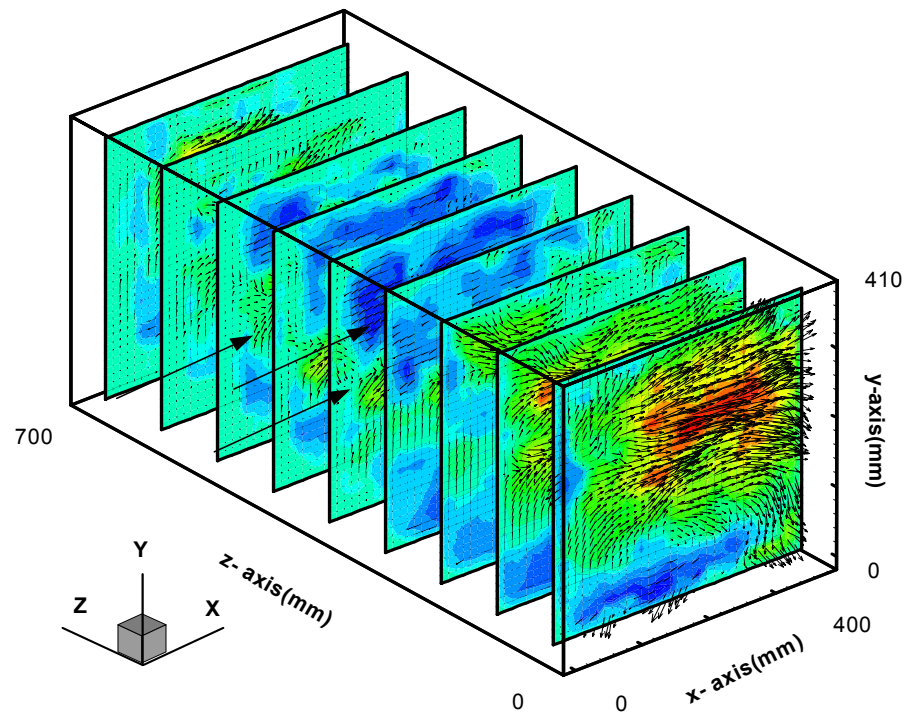 410
y-axis(mm)
700
0
z- axis(mm)
Y
Z
X
400
x- axis(mm)
0
0